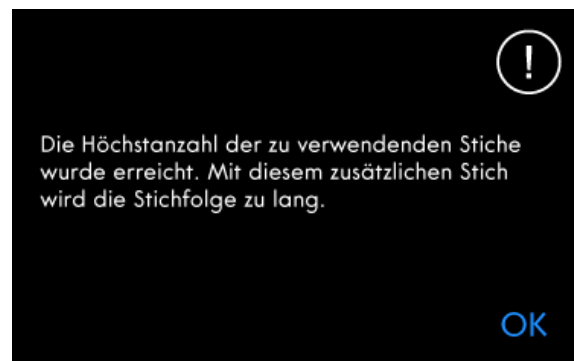 !
Die Höchstanzahl der zu verwendenden Stiche
wurde erreicht. Mit diesem zusätzlichen Stich
wird die Stichfolge zu lang.
OK